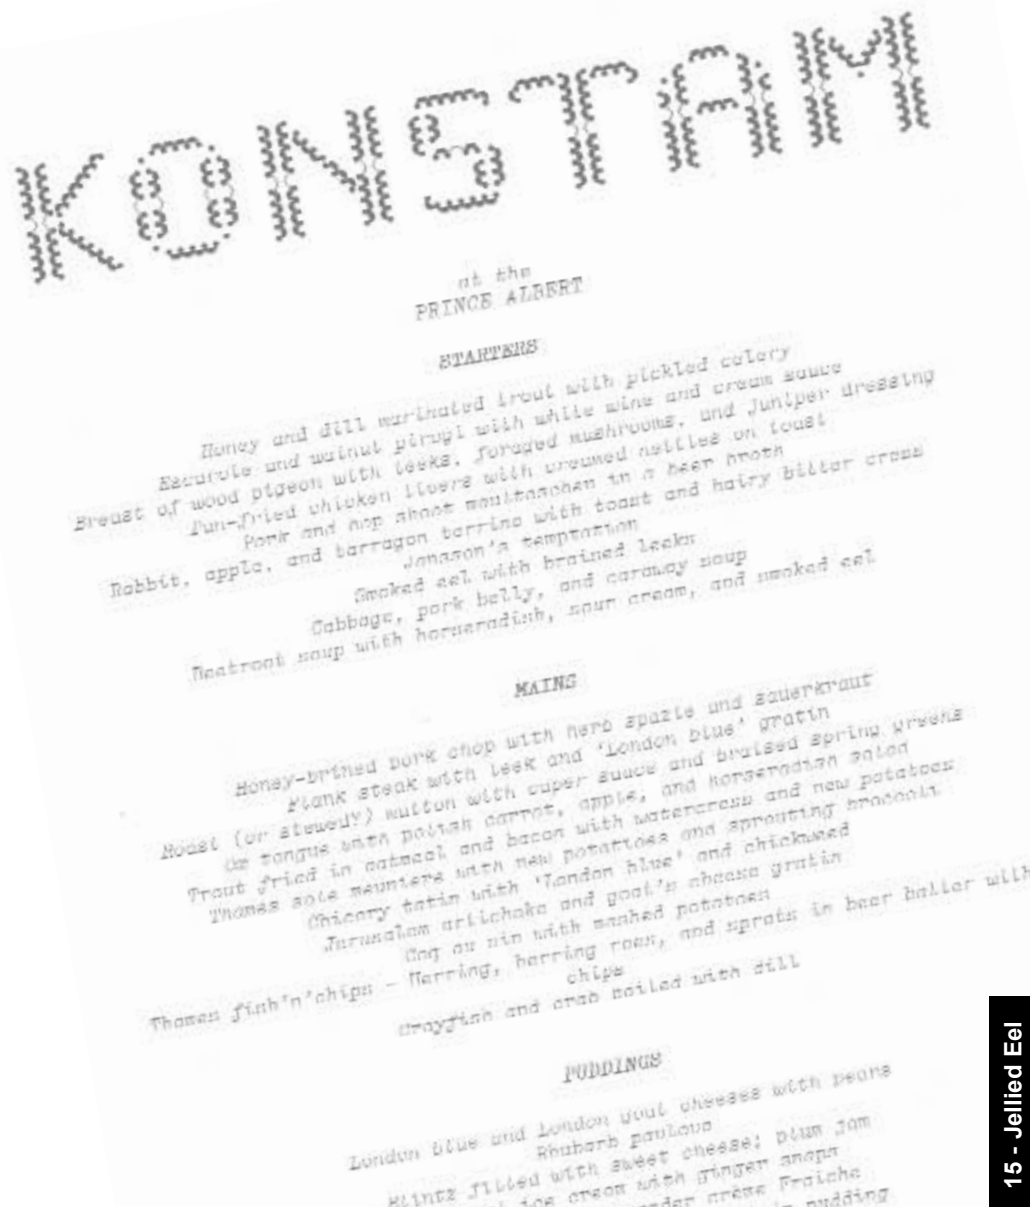 KONSTAM
at the
PRINCE ALBERT
STARTERS
Honey and dill marinated trout with pickled celery
Escarole and walnut pirogi with white wine and cream sauce
Breast of wood pigeon with leeks, foraged mushrooms, and Juniper dressing
Pan-fried chicken livers with creamed nettles on toast
Pork and hop shoot maultaschen in a beer broth
Rabbit, apple, and tarragon terrine with toast and hairy bitter cress
Jansson's temptation
Smoked eel with braised leeks
Cabbage, pork belly, and caraway soup
Beetroot soup with horseradish, sour cream, and smoked eel
MAINS
Honey-brined pork chop with herb spazle and sauerkraut
Flank steak with leek and 'London blue' gratin
Roast (or stewed?) mutton with caper sauce and braised spring greens
Ox tongue with polish carrot, apple, and horseradish salad
Trout fried in oatmeal and bacon with watercress and new potatoes
Thames sole meuniere with new potatoes and sprouting broccoli
Chicory tatin with 'London blue' and chickweed
Jerusalem artichoke and goat's cheese gratin
Coq au vin with mashed potatoes
Thames fish'n'chips - Herring, herring roes, and sprats in beer batter with
chips
Crayfish and crab boiled with dill
PUDDINGS
London blue and London goat cheeses with pears
Rhubarb pavlova
Blintz filled with sweet cheese; plum jam
ice cream with ginger snaps
crème Fraiche
pudding
15 - Jellied Eel